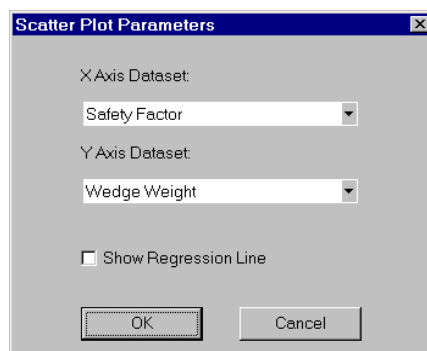 Scatter Plot Parameters
X Axis Dataset:
Safety Factor
Y Axis Dataset:
Wedge Weight
Show Regression Line
OK Cancel